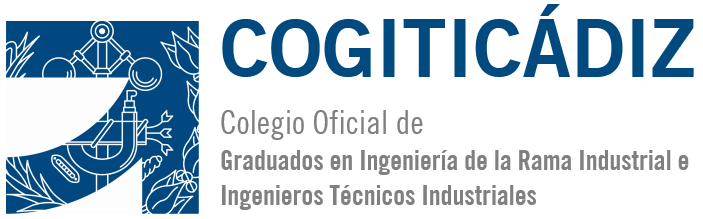 COGITICÁDIZ
Colegio Oficial de
Graduados en Ingeniería de la Rama Industrial e
Ingenieros Técnicos Industriales